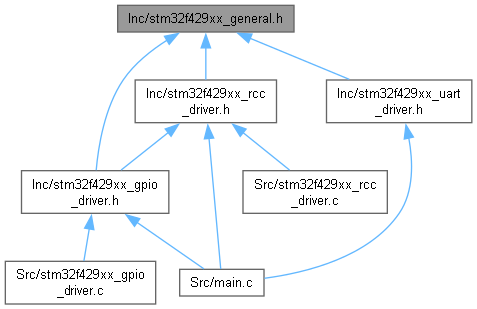 Inc/stm32f429xx_general.h
Inc/stm32f429xx_rcc
_driver.h
Inc/stm32f429xx_uart
_driver.h
Inc/stm32f429xx_gpio
_driver.h
Src/stm32f429xx_rcc
_driver.c
Src/stm32f429xx_gpio
_driver.c
Src/main.c